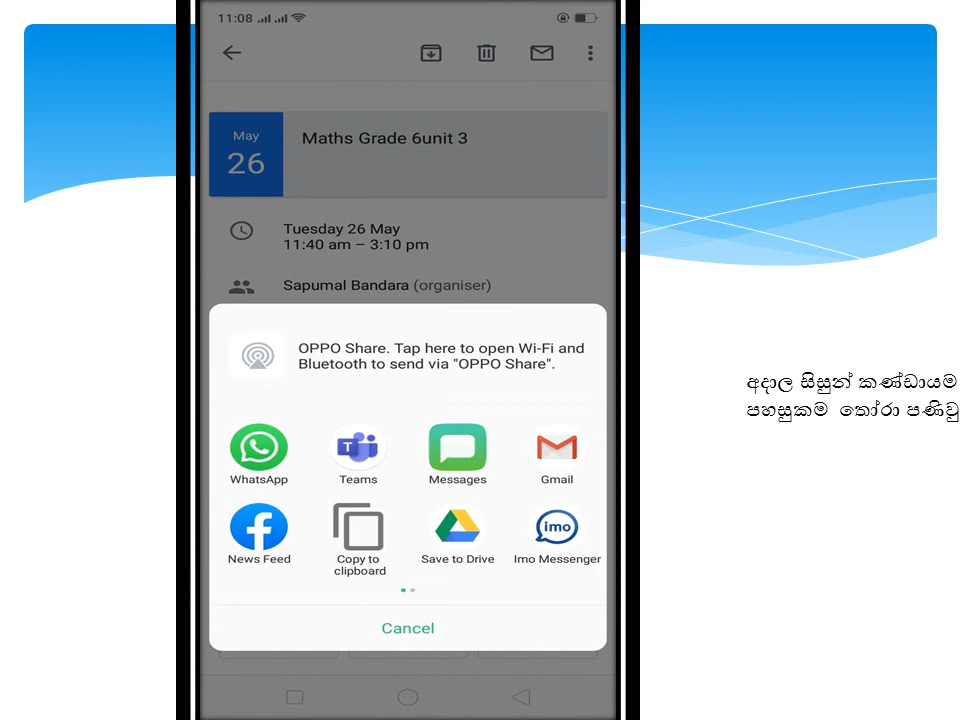 11:08
May
26
Maths Grade 6unit 3
Tuesday 26 May
11:40 am – 3:10 pm
Sapumal Bandara (organiser)
OPPO Share. Tap here to open Wi-Fi and
Bluetooth to send via "OPPO Share".
WhatsApp
Teams
Messages
Gmail
News Feed
Copy to
clipboard
Save to Drive
imo
Imo Messenger
Cancel
අදාල සිසුන් කණ්ඩායම
පහසුකම තෝරා පණිවු